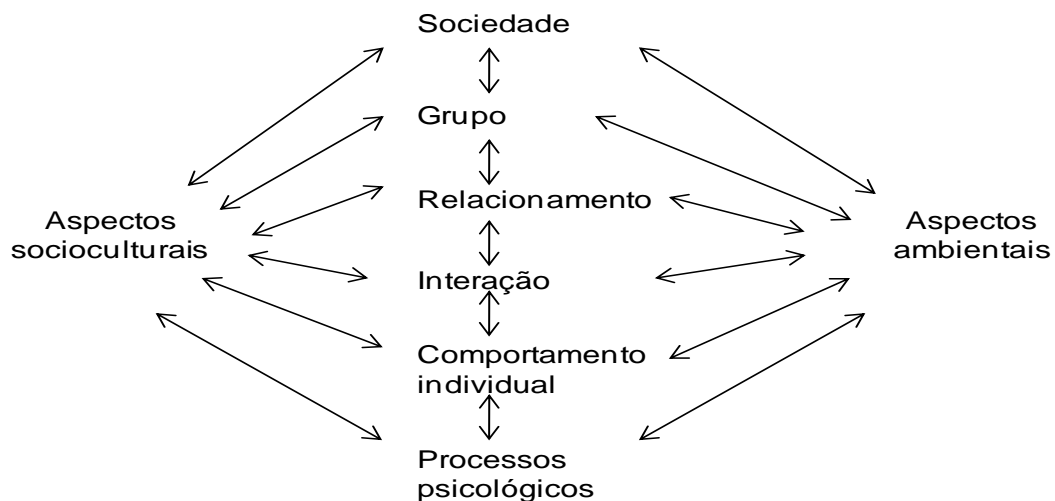 Sociedade
Grupo
Relacionamento
Aspectos
socioculturais
Aspectos
ambientais
Interação
Comportamento
individual
Processos
psicológicos